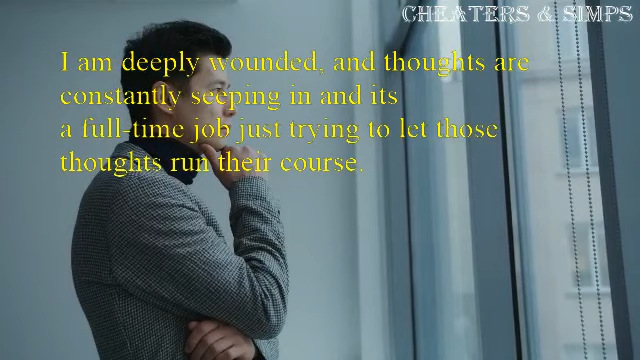 CHEATERS & SIMPS
I am deeply wounded, and thoughts are
constantly seeping in and its
a full-time job just trying to let those
thoughts run their course.